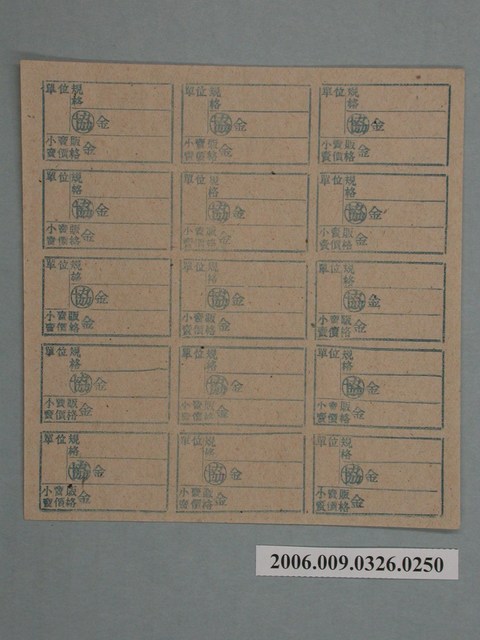 單位規 單位規 單位規
格 格 格
協 金 協 金 協 金
小賣販 小賣販 小賣販
賣價格 金 賣價格 金 賣價格 金
單位規 單位規 單位規
格 格 格
協 金 協 金 協 金
小賣販 小賣販 小賣販
賣價格 金 賣價格 金 賣價格 金
單位規 單位規 單位規
格 格 格
協 金 協 金 協 金
小賣販 小賣販 小賣販
賣價格 金 賣價格 金 賣價格 金
單位規 單位規 單位規
格 格 格
協 金 協 金 協 金
小賣販 小賣販 小賣販
賣價格 金 賣價格 金 賣價格 金
單位規 單位規 單位規
格 格 格
協 金 協 金 協 金
小賣販 小賣販 小賣販
賣價格 金 賣價格 金 賣價格 金
2006.009.0326.0250